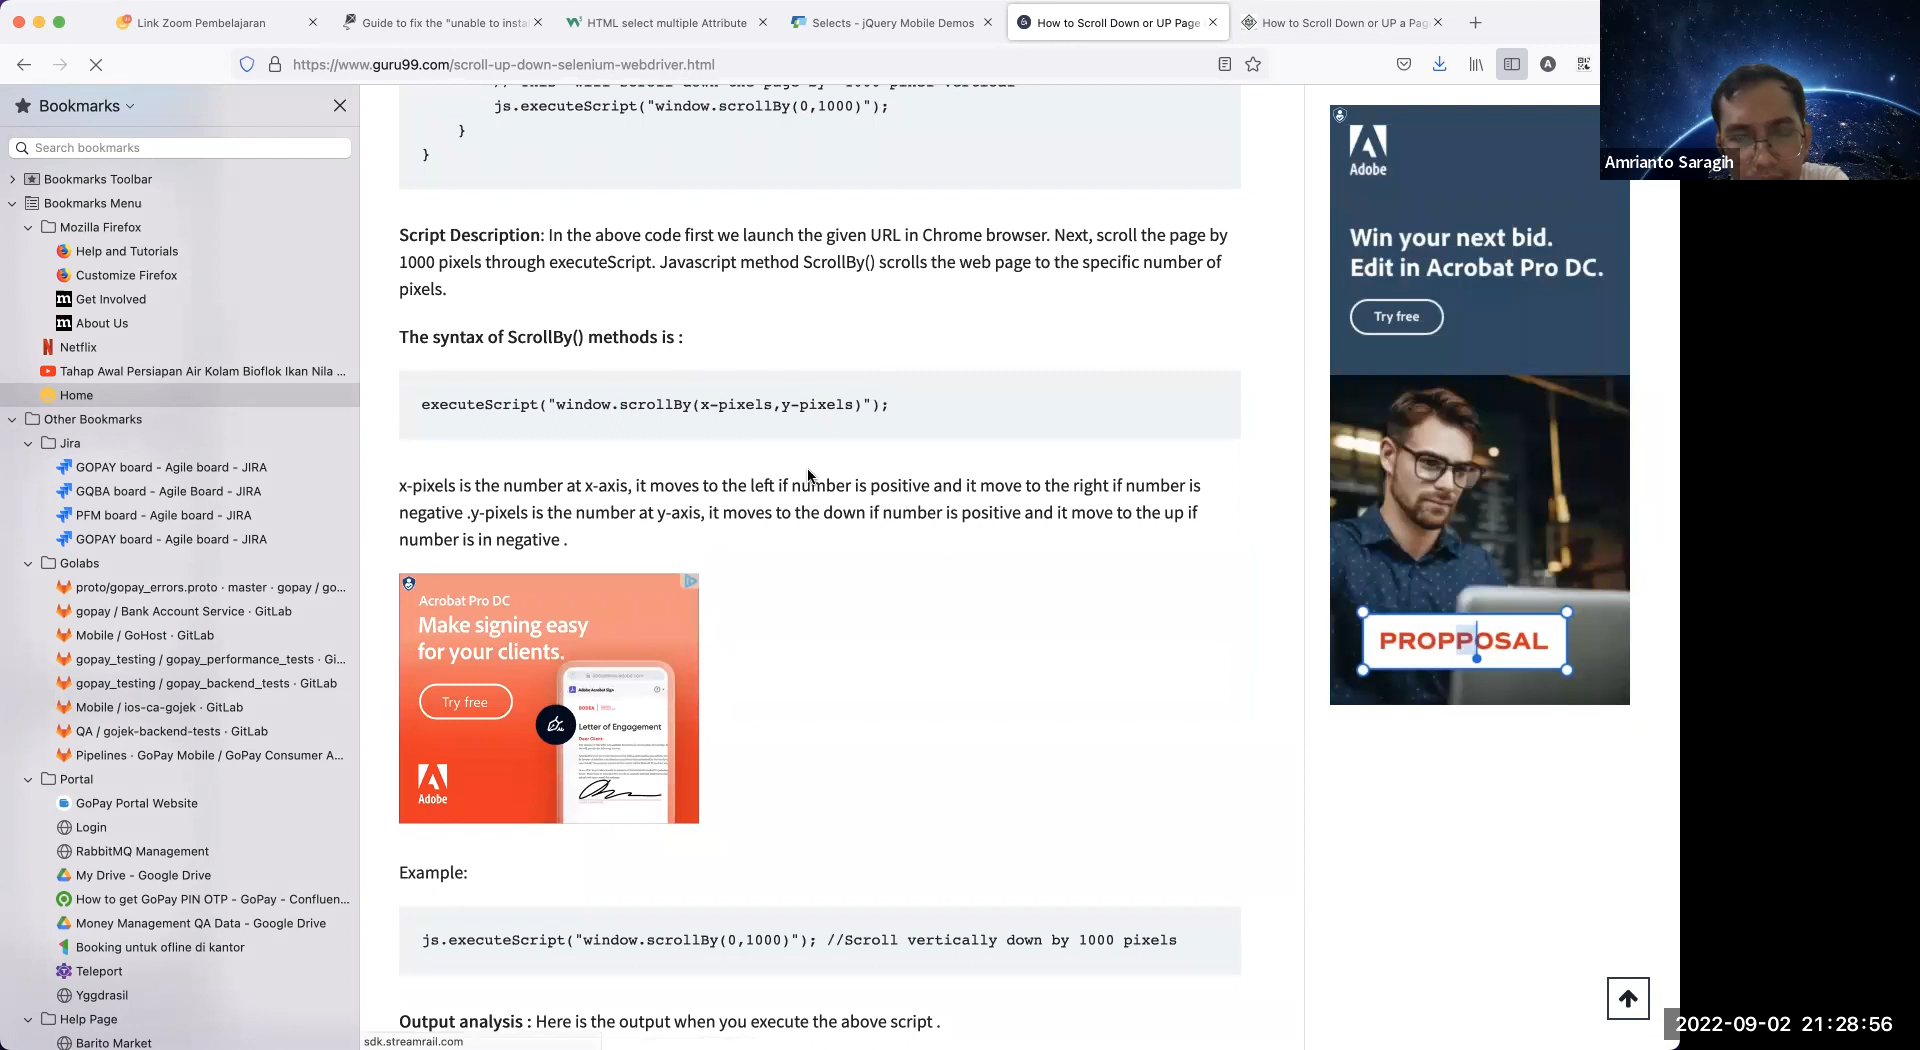 Link Zoom Pembelajaran
Guide to fix the "unable to insta
HTML select multiple Attribute
Selects - jQuery Mobile Demos
How to Scroll Down or UP Page
How to Scroll Down or UP a Pag
https://www.guru99.com/scroll-up-down-selenium-webdriver.html
Bookmarks
Search bookmarks
Bookmarks Toolbar
Bookmarks Menu
Mozilla Firefox
Help and Tutorials
Customize Firefox
Get Involved
About Us
Netflix
Tahap Awal Persiapan Air Kolam Bioflok Ikan Nila ...
Home
Other Bookmarks
Jira
GOPAY board - Agile board - JIRA
GQBA board - Agile Board - JIRA
PFM board - Agile board - JIRA
GOPAY board - Agile board - JIRA
Golabs
proto/gopay_errors.proto · master · gopay / go...
gopay / Bank Account Service · GitLab
Mobile / GoHost · GitLab
gopay_testing / gopay_performance_tests · Gi...
gopay_testing / gopay_backend_tests · GitLab
Mobile / ios-ca-gojek · GitLab
QA / gojek-backend-tests · GitLab
Pipelines · GoPay Mobile / GoPay Consumer A...
Portal
GoPay Portal Website
Login
RabbitMQ Management
My Drive - Google Drive
How to get GoPay PIN OTP - GoPay - Confluen...
Money Management QA Data - Google Drive
Booking untuk ofline di kantor
Teleport
Yggdrasil
Help Page
Barito Market
js.executeScript("window.scrollBy(0,1000)");
}
}
Script Description: In the above code first we launch the given URL in Chrome browser. Next, scroll the page by
1000 pixels through executeScript. Javascript method ScrollBy() scrolls the web page to the specific number of
pixels.
The syntax of ScrollBy() methods is :
executeScript("window.scrollBy(x-pixels,y-pixels)");
x-pixels is the number at x-axis, it moves to the left if number is positive and it move to the right if number is
negative .y-pixels is the number at y-axis, it moves to the down if number is positive and it move to the up if
number is in negative .
Acrobat Pro DC
Make signing easy
for your clients.
Try free
Adobe
Letter of Engagement
Example:
js.executeScript("window.scrollBy(0,1000)"); //Scroll vertically down by 1000 pixels
Output analysis : Here is the output when you execute the above script .
sdk.streamrail.com
Adobe
Win your next bid.
Edit in Acrobat Pro DC.
Try free
PROPPOSAL
Amrianto Saragih
2022-09-02 21:28:56